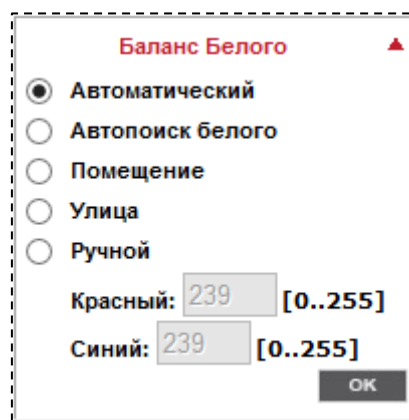 Баланс Белого
Автоматический
Автопоиск белого
Помещение
Улица
Ручной
Красный: 239 [0..255]
Синий: 239 [0..255]
OK